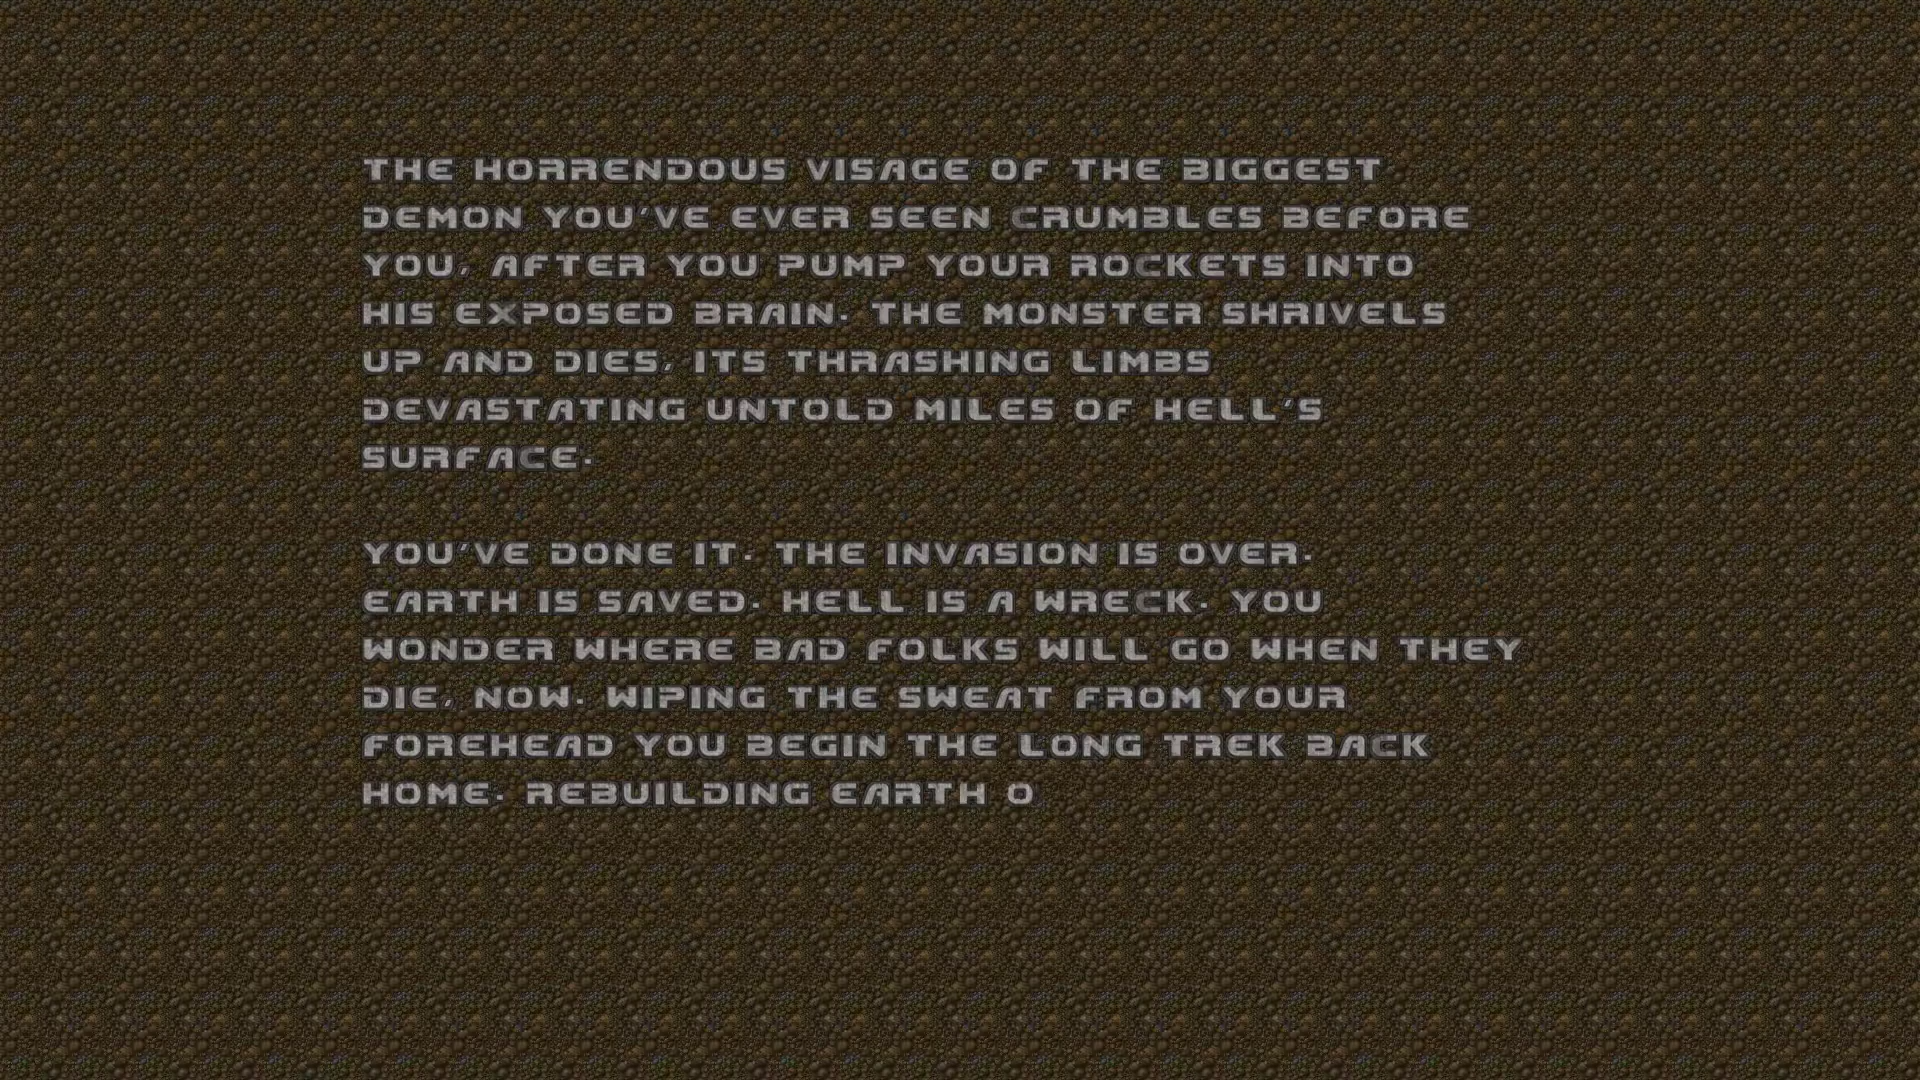 THE HORRENDOUS VISAGE OF THE BIGGEST
DEMON YOU'VE EVER SEEN CRUMBLES BEFORE
YOU, AFTER YOU PUMP YOUR ROCKETS INTO
HIS EXPOSED BRAIN. THE MONSTER SHRIVELS
UP AND DIES, ITS THRASHING LIMBS
DEVASTATING UNTOLD MILES OF HELL'S
SURFACE.
YOU'VE DONE IT. THE INVASION IS OVER.
EARTH IS SAVED. HELL IS A WRECK. YOU
WONDER WHERE BAD FOLKS WILL GO WHEN THEY
DIE, NOW. WIPING THE SWEAT FROM YOUR
FOREHEAD YOU BEGIN THE LONG TREK BACK
HOME. REBUILDING EARTH O